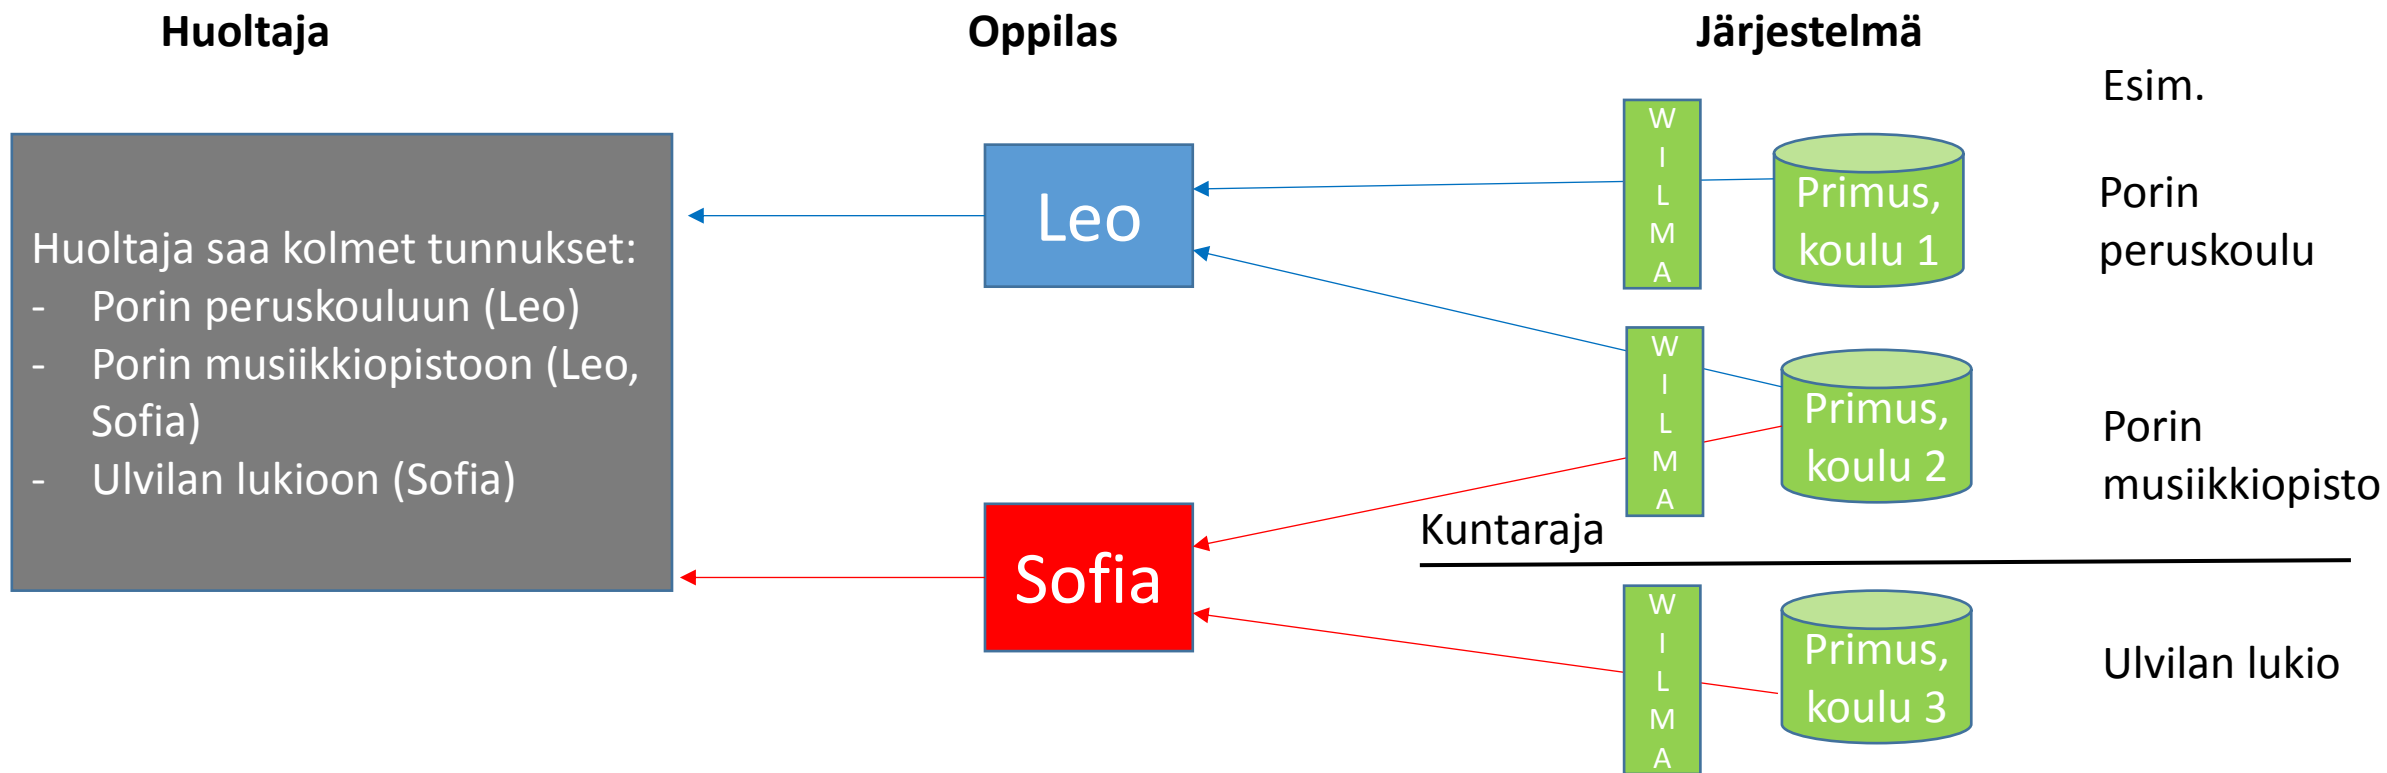 Huoltaja
Oppilas
Järjestelmä
Esim.
Huoltaja saa kolmet tunnukset:
- Porin peruskouluun (Leo)
- Porin musiikkiopistoon (Leo,
Sofia)
- Ulvilan lukioon (Sofia)
Leo
Sofia
W
I
L
M
A
Primus,
koulu 1
Porin
peruskoulu
W
I
L
M
A
Primus,
koulu 2
Porin
musiikkiopisto
Kuntaraja
W
I
L
M
A
Primus,
koulu 3
Ulvilan lukio